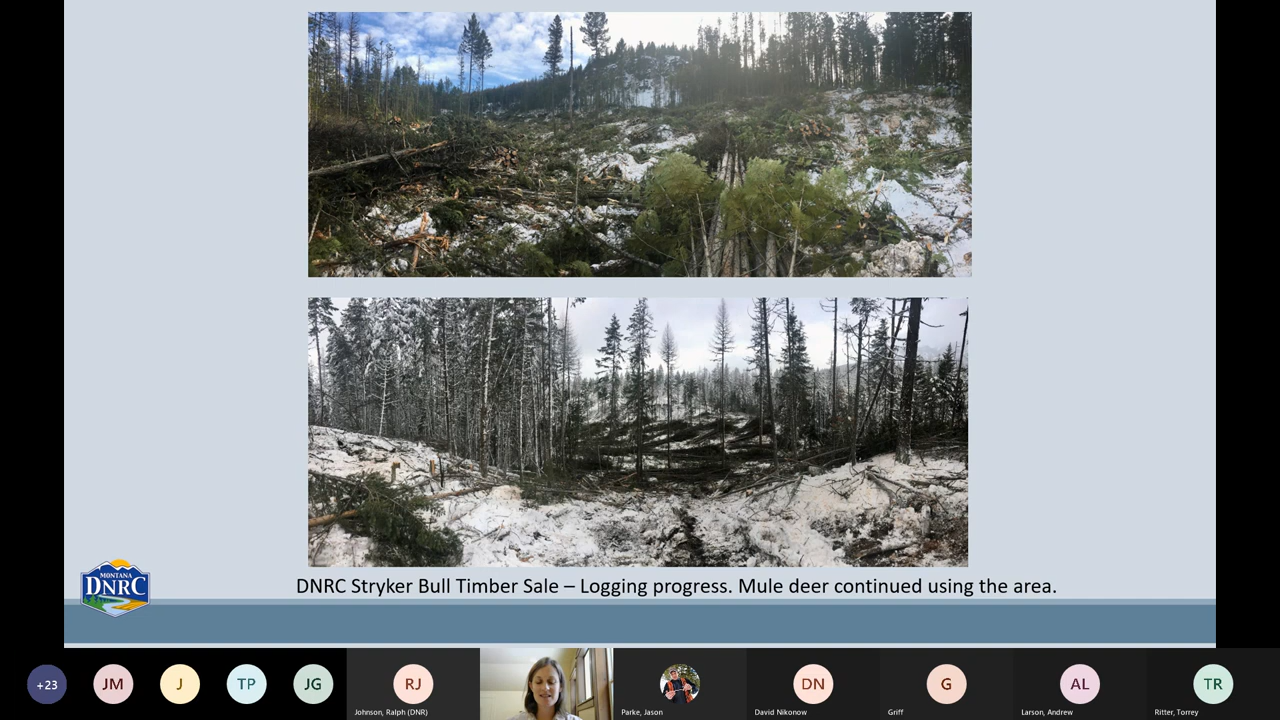 MONTANA
DNRC
DNRC Stryker Bull Timber Sale – Logging progress. Mule deer continued using the area.
+23
JM
J
TP
JG
RJ
DN
G
AL
TR
Johnson, Ralph (DNR)
Parke, Jason
David Nikonow
Griff
Larson, Andrew
Ritter, Torrey